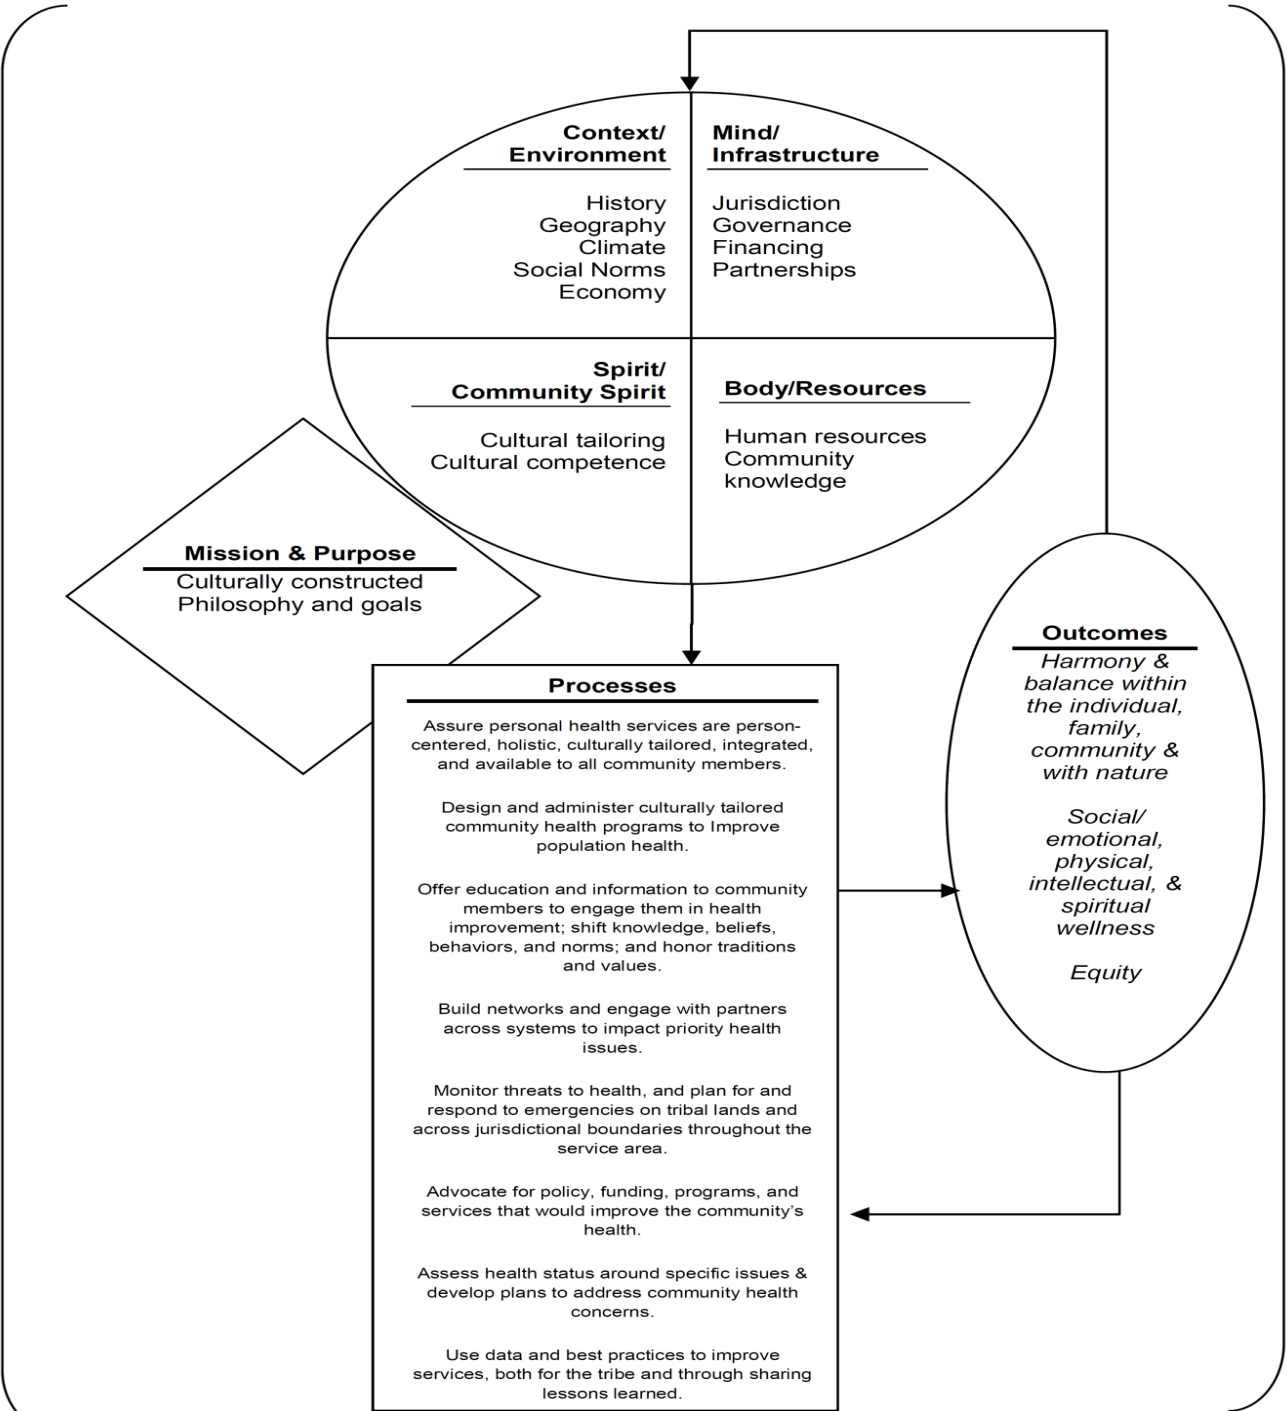 Context/
Environment
History
Geography
Climate
Social Norms
Economy
Mind/
Infrastructure
Jurisdiction
Governance
Financing
Partnerships
Spirit/
Community Spirit
Cultural tailoring
Cultural competence
Body/Resources
Human resources
Community
knowledge
Mission & Purpose
Culturally constructed
Philosophy and goals
Processes
Assure personal health services are person-
centered, holistic, culturally tailored, integrated,
and available to all community members.
Design and administer culturally tailored
community health programs to Improve
population health.
Offer education and information to community
members to engage them in health
improvement; shift knowledge, beliefs,
behaviors, and norms; and honor traditions
and values.
Build networks and engage with partners
across systems to impact priority health
issues.
Monitor threats to health, and plan for and
respond to emergencies on tribal lands and
across jurisdictional boundaries throughout the
service area.
Advocate for policy, funding, programs, and
services that would improve the community’s
health.
Assess health status around specific issues &
develop plans to address community health
concerns.
Use data and best practices to improve
services, both for the tribe and through sharing
lessons learned.
Outcomes
Harmony &
balance within
the individual,
family,
community &
with nature
Social/
emotional,
physical,
intellectual, &
spiritual
wellness
Equity